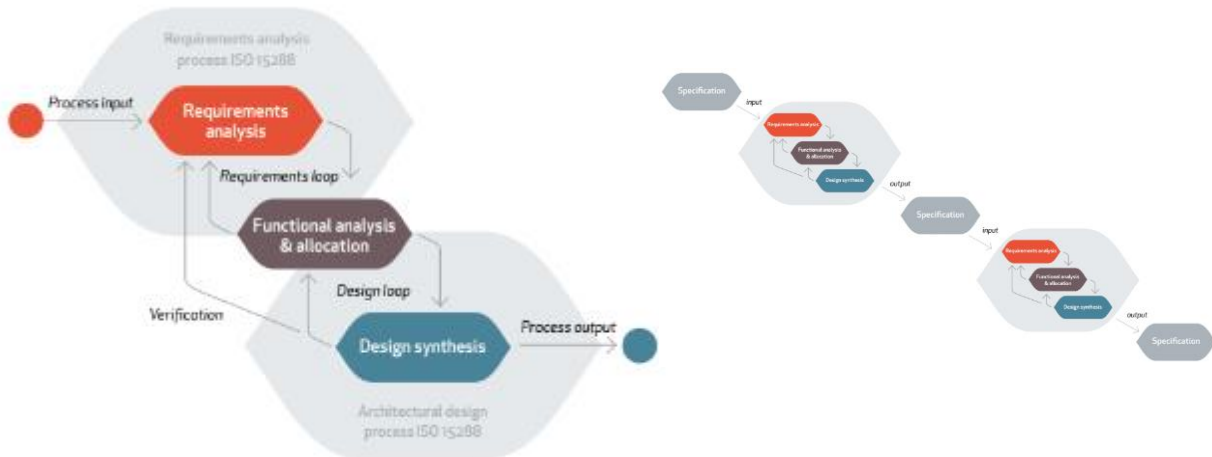 Requirements analysis
process ISO 15288
Process input
Requirements
analysis
Requirements loop
Functional analysis
& allocation
Design loop
Verification
Process output
Design synthesis
Architectural design
process ISO 15288
Specification
input
Requirements analysis
Functional analysis
& allocation
Design synthesis
output
Specification
input
Requirements analysis
Functional analysis
& allocation
Design synthesis
output
Specification